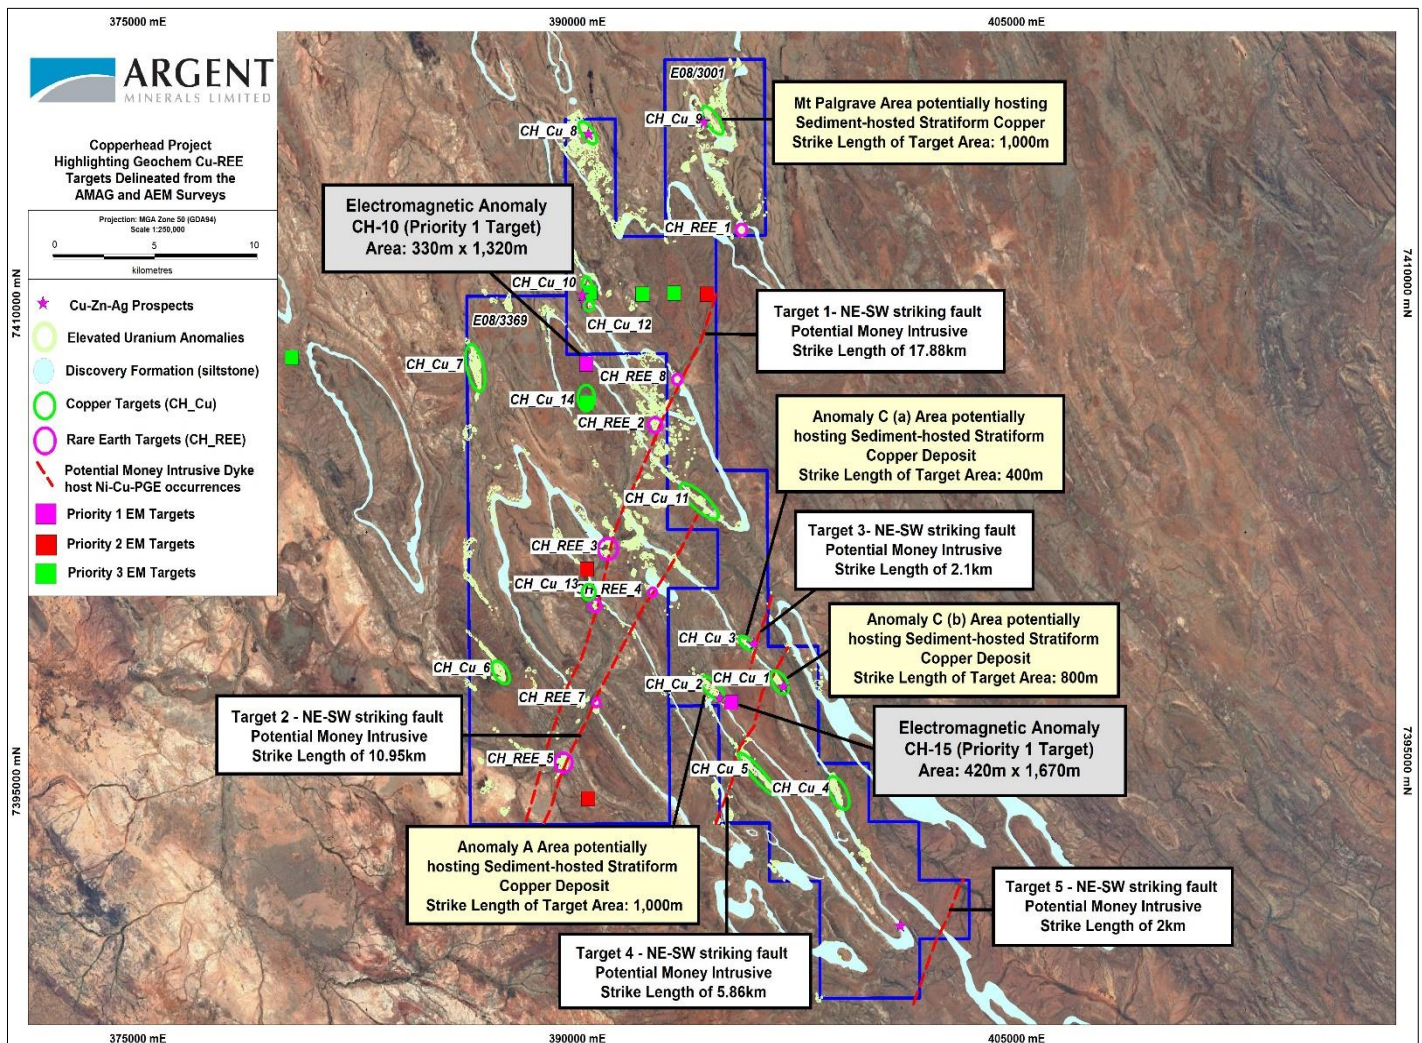 375000 mE
390000 mE
405000 mE
ARGENT
MINERALS LIMITED
Copperhead Project
Highlighting Geochem Cu-REE
Targets Delineated from the
AMAG and AEM Surveys
Projection: MGA Zone 50 (GDA94)
Scale 1:250,000
0 5 10
kilometres
Cu-Zn-Ag Prospects
Elevated Uranium Anomalies
Discovery Formation (siltstone)
Copper Targets (CH_Cu)
Rare Earth Targets (CH_REE)
Potential Money Intrusive Dyke
host Ni-Cu-PGE occurrences
Priority 1 EM Targets
Priority 2 EM Targets
Priority 3 EM Targets
E08/3001
CH_Cu_8
CH_Cu_9
Mt Palgrave Area potentially hosting
Sediment-hosted Stratiform Copper
Strike Length of Target Area: 1,000m
Electromagnetic Anomaly
CH-10 (Priority 1 Target)
Area: 330m x 1,320m
CH_REE_1
7410000 mN
7410000 mN
CH_Cu_10
CH_Cu_12
E08/3369
Target 1- NE-SW striking fault
Potential Money Intrusive
Strike Length of 17.88km
CH_Cu_7
CH_REE_8
CH_Cu_14
CH_REE_2
Anomaly C (a) Area potentially
hosting Sediment-hosted Stratiform
Copper Deposit
Strike Length of Target Area: 400m
CH_Cu_11
Target 3- NE-SW striking fault
Potential Money Intrusive
Strike Length of 2.1km
CH_REE_3
CH_Cu_13
CH_REE_4
Anomaly C (b) Area potentially
hosting Sediment-hosted Stratiform
Copper Deposit
Strike Length of Target Area: 800m
CH_Cu_3
CH_Cu_6
CH_Cu_1
CH_Cu_2
CH_REE_7
Target 2 - NE-SW striking fault
Potential Money Intrusive
Strike Length of 10.95km
Electromagnetic Anomaly
CH-15 (Priority 1 Target)
Area: 420m x 1,670m
CH_REE_5
CH_Cu_5
CH_Cu_4
7395000 mN
7395000 mN
Anomaly A Area potentially
hosting Sediment-hosted Stratiform
Copper Deposit
Strike Length of Target Area: 1,000m
Target 5 - NE-SW striking fault
Potential Money Intrusive
Strike Length of 2km
Target 4 - NE-SW striking fault
Potential Money Intrusive
Strike Length of 5.86km
375000 mE
390000 mE
405000 mE